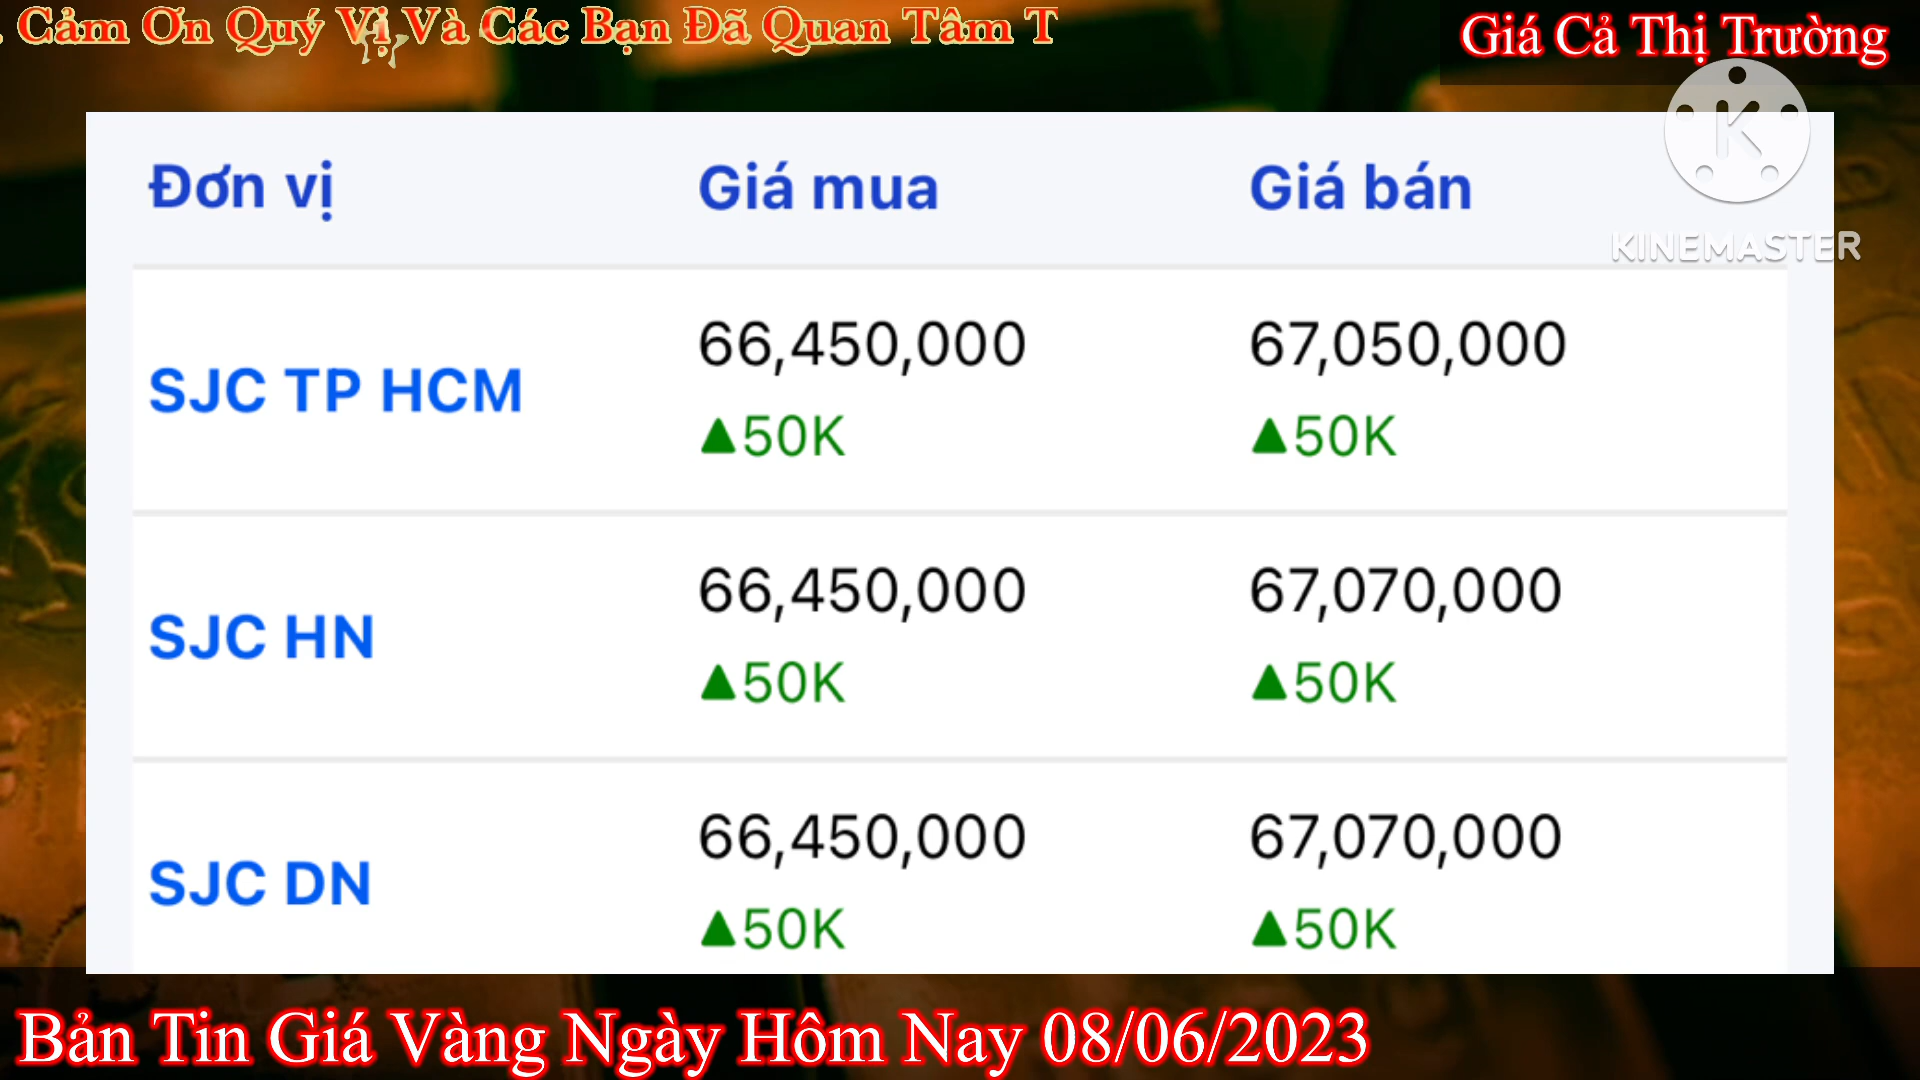 . Cảm Ơn Quý Vị Và Các Bạn Đã Quan Tâm T
Giá Cả Thị Trường
K
KINEMASTER
Đơn vị Giá mua Giá bán
SJC TP HCM 66,450,000 67,050,000
▲50K ▲50K
SJC HN 66,450,000 67,070,000
▲50K ▲50K
SJC DN 66,450,000 67,070,000
▲50K ▲50K
Bản Tin Giá Vàng Ngày Hôm Nay 08/06/2023